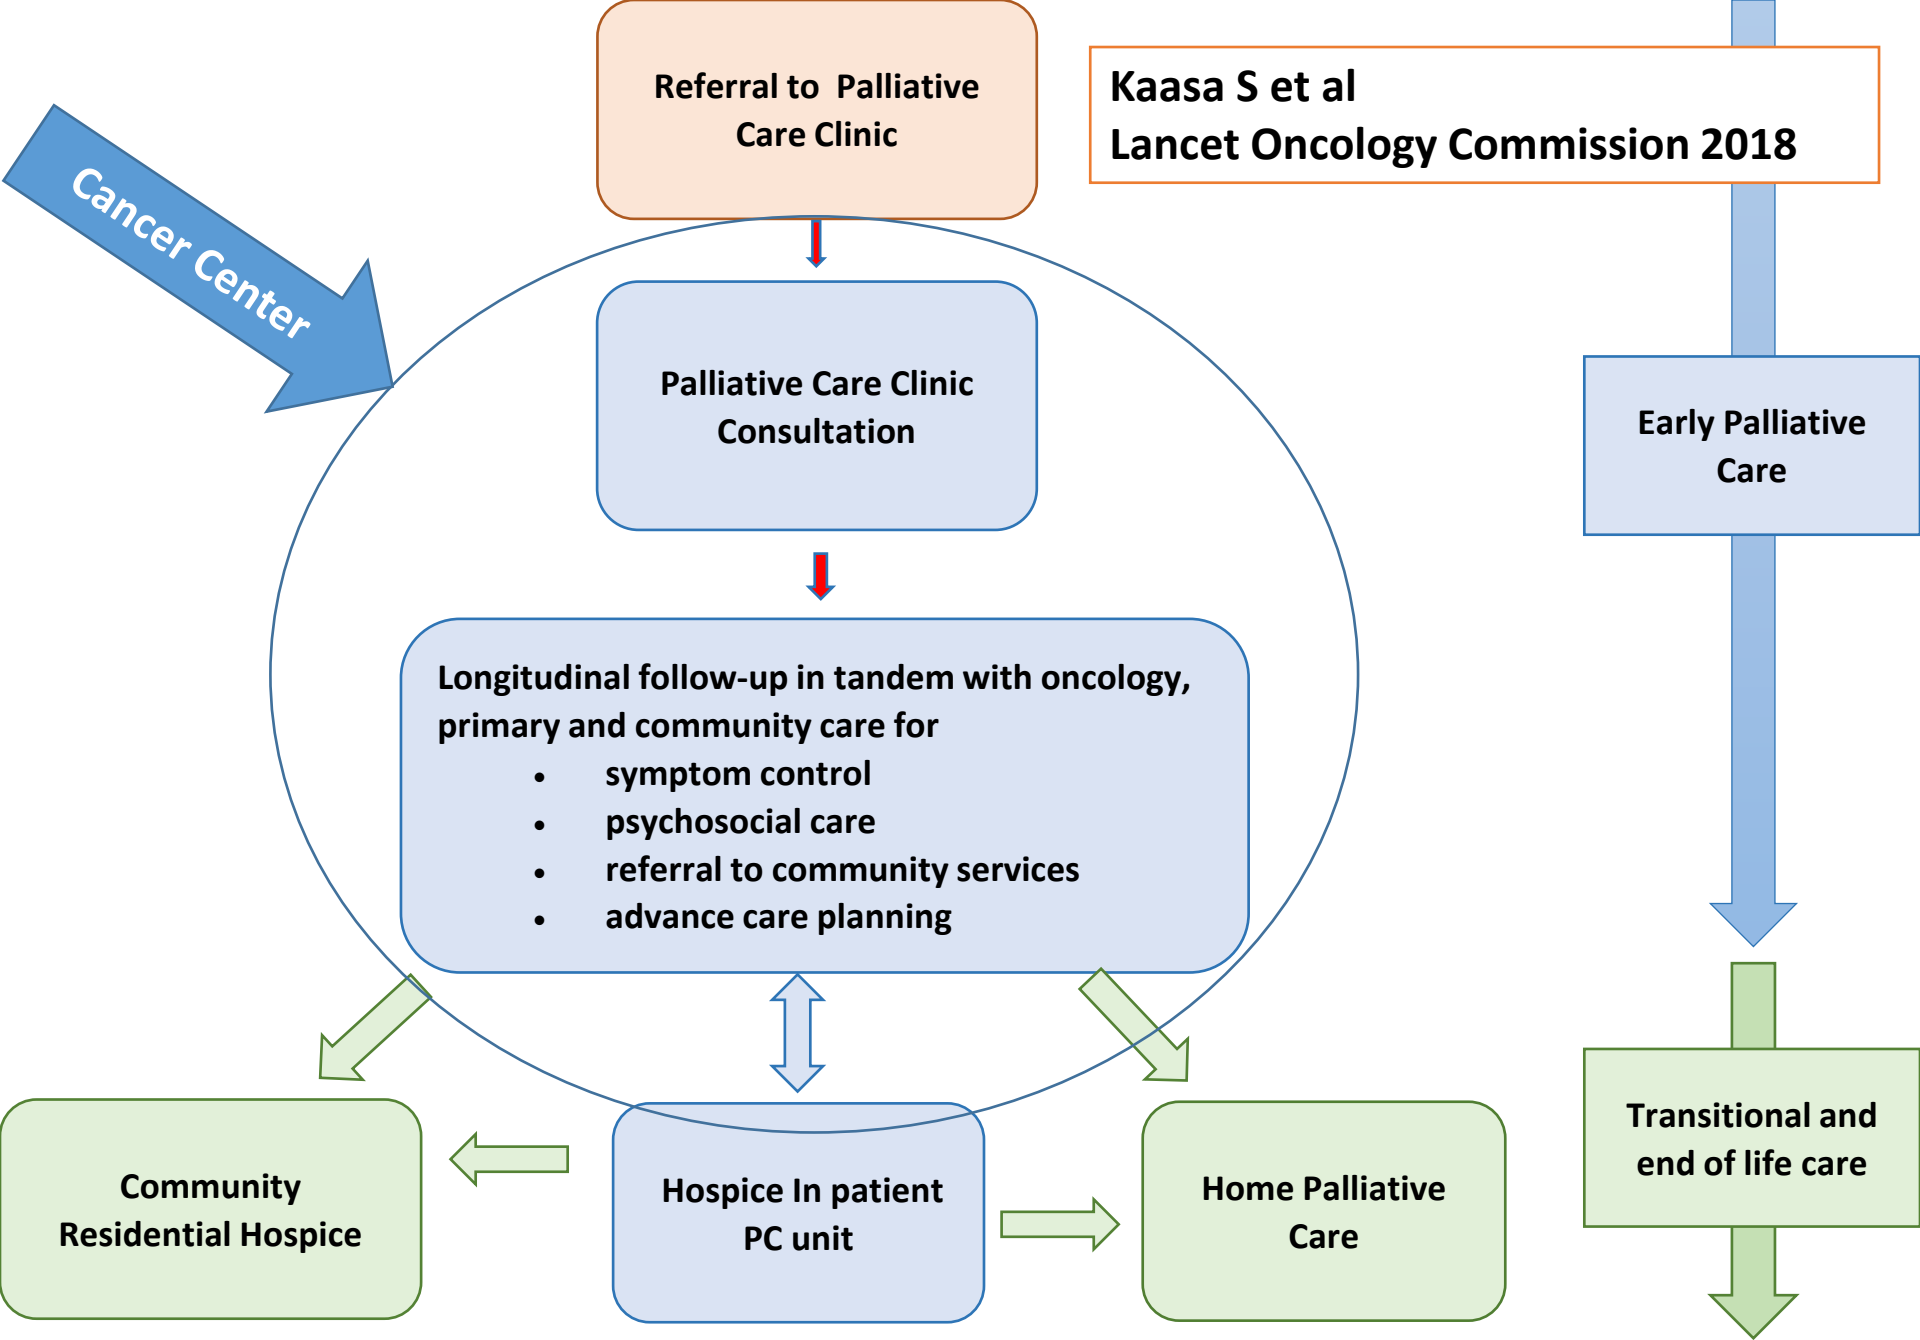 Referral to Palliative
Care Clinic
Kaasa S et al
Lancet Oncology Commission 2018
Cancer Center
Palliative Care Clinic
Consultation
Early Palliative
Care
Longitudinal follow-up in tandem with oncology,
primary and community care for
• symptom control
• psychosocial care
• referral to community services
• advance care planning
Community
Residential Hospice
Hospice In patient
PC unit
Home Palliative
Care
Transitional and
end of life care